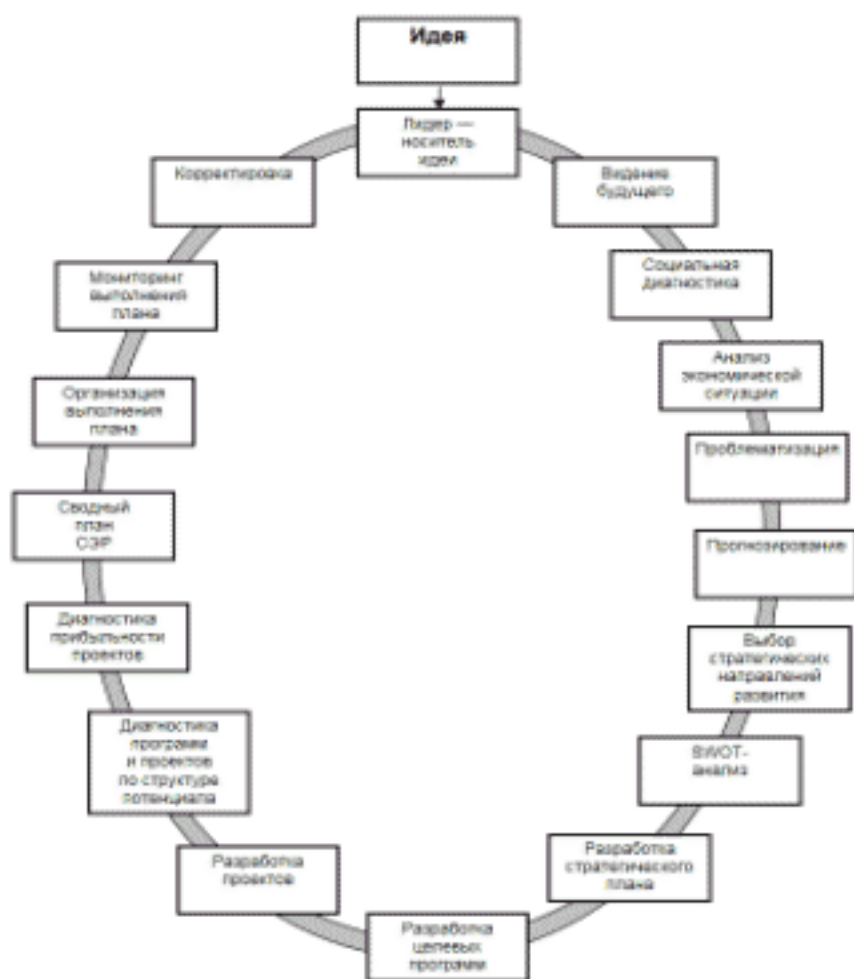 Идея
Лидер —
носитель
идеи
Видение
будущего
Социальная
диагностика
Анализ
экономической
ситуации
Проблематизация
Прогнозирование
Выбор
стратегических
направлений
развития
SWOT-
анализ
Разработка
стратегического
плана
Разработка
целевых
программ
Разработка
проектов
Диагностика
программ
и проектов
по структуре
потенциала
Диагностика
прибыльности
проектов
Сводный
план
СЭР
Организация
выполнения
плана
Мониторинг
выполнения
плана
Корректировка